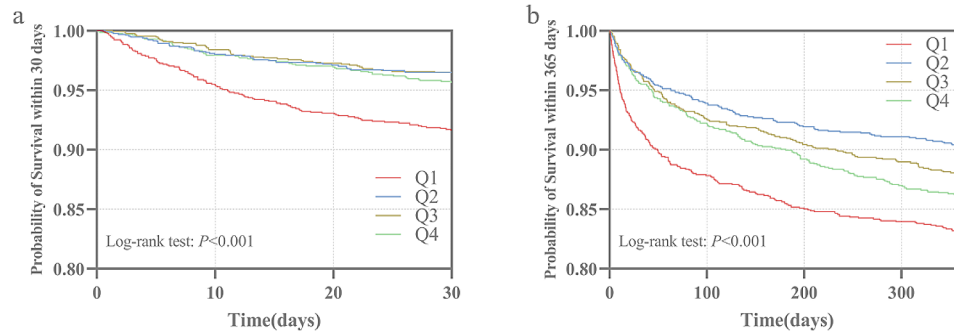 a
Probability of Survival within 30 days
1.00
0.95
0.90
0.85
0.80
Q1
Q2
Q3
Q4
Log-rank test: P<0.001
0
10
20
30
Time(days)
b
Probability of Survival within 365 days
1.00
0.95
0.90
0.85
0.80
Q1
Q2
Q3
Q4
Log-rank test: P<0.001
0
100
200
300
Time(days)